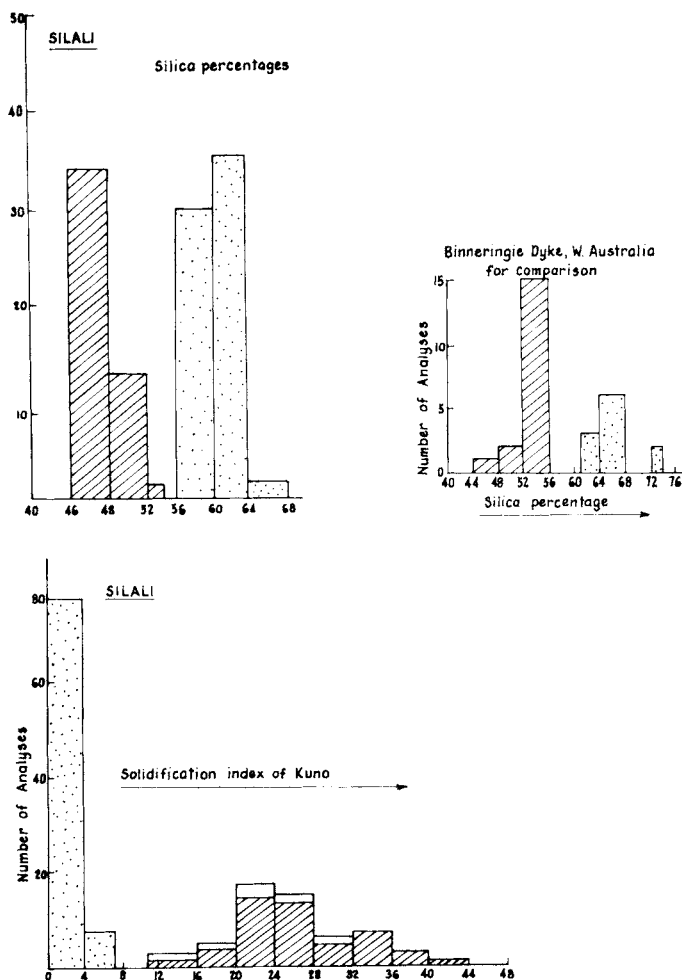 50
SILALI
Silica percentages
40
30
20
10
40 46 48 52 56 60 64 68
Binneringie Dyke, W. Australia
for comparison
15
10
5
0
Number of Analyses
40 44 48 52 56 60 64 68 72 76
Silica percentage
SILALI
80
60
40
20
Number of Analyses
Solidification index of Kuno
0 4 8 12 16 20 24 28 32 36 40 44 48